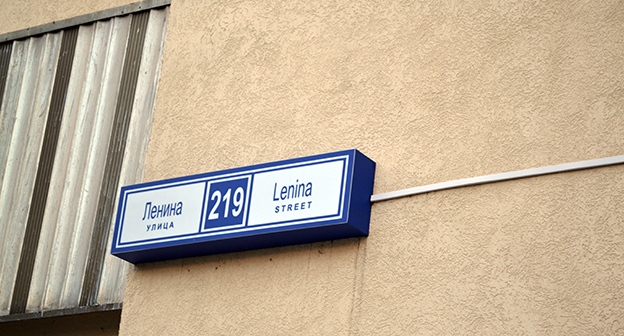 Ленина
улица
219
Lenina
STREET